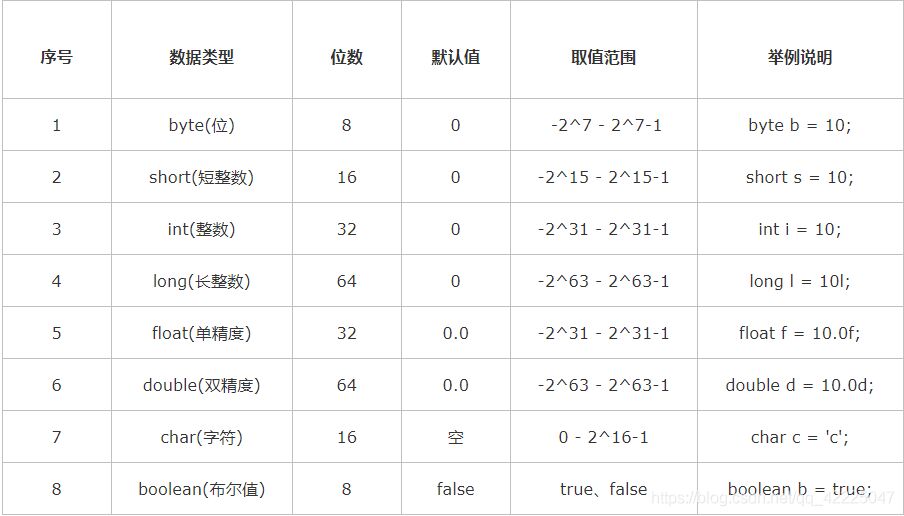 序号 数据类型 位数 默认值 取值范围 举例说明
1 byte(位) 8 0 -2^7 - 2^7-1 byte b = 10;
2 short(短整数) 16 0 -2^15 - 2^15-1 short s = 10;
3 int(整数) 32 0 -2^31 - 2^31-1 int i = 10;
4 long(长整数) 64 0 -2^63 - 2^63-1 long l = 10l;
5 float(单精度) 32 0.0 -2^31 - 2^31-1 float f = 10.0f;
6 double(双精度) 64 0.0 -2^63 - 2^63-1 double d = 10.0d;
7 char(字符) 16 空 0 - 2^16-1 char c = 'c';
8 boolean(布尔值) 8 false true、false boolean b = true;
https://blog.csdn.net/qq_42225047